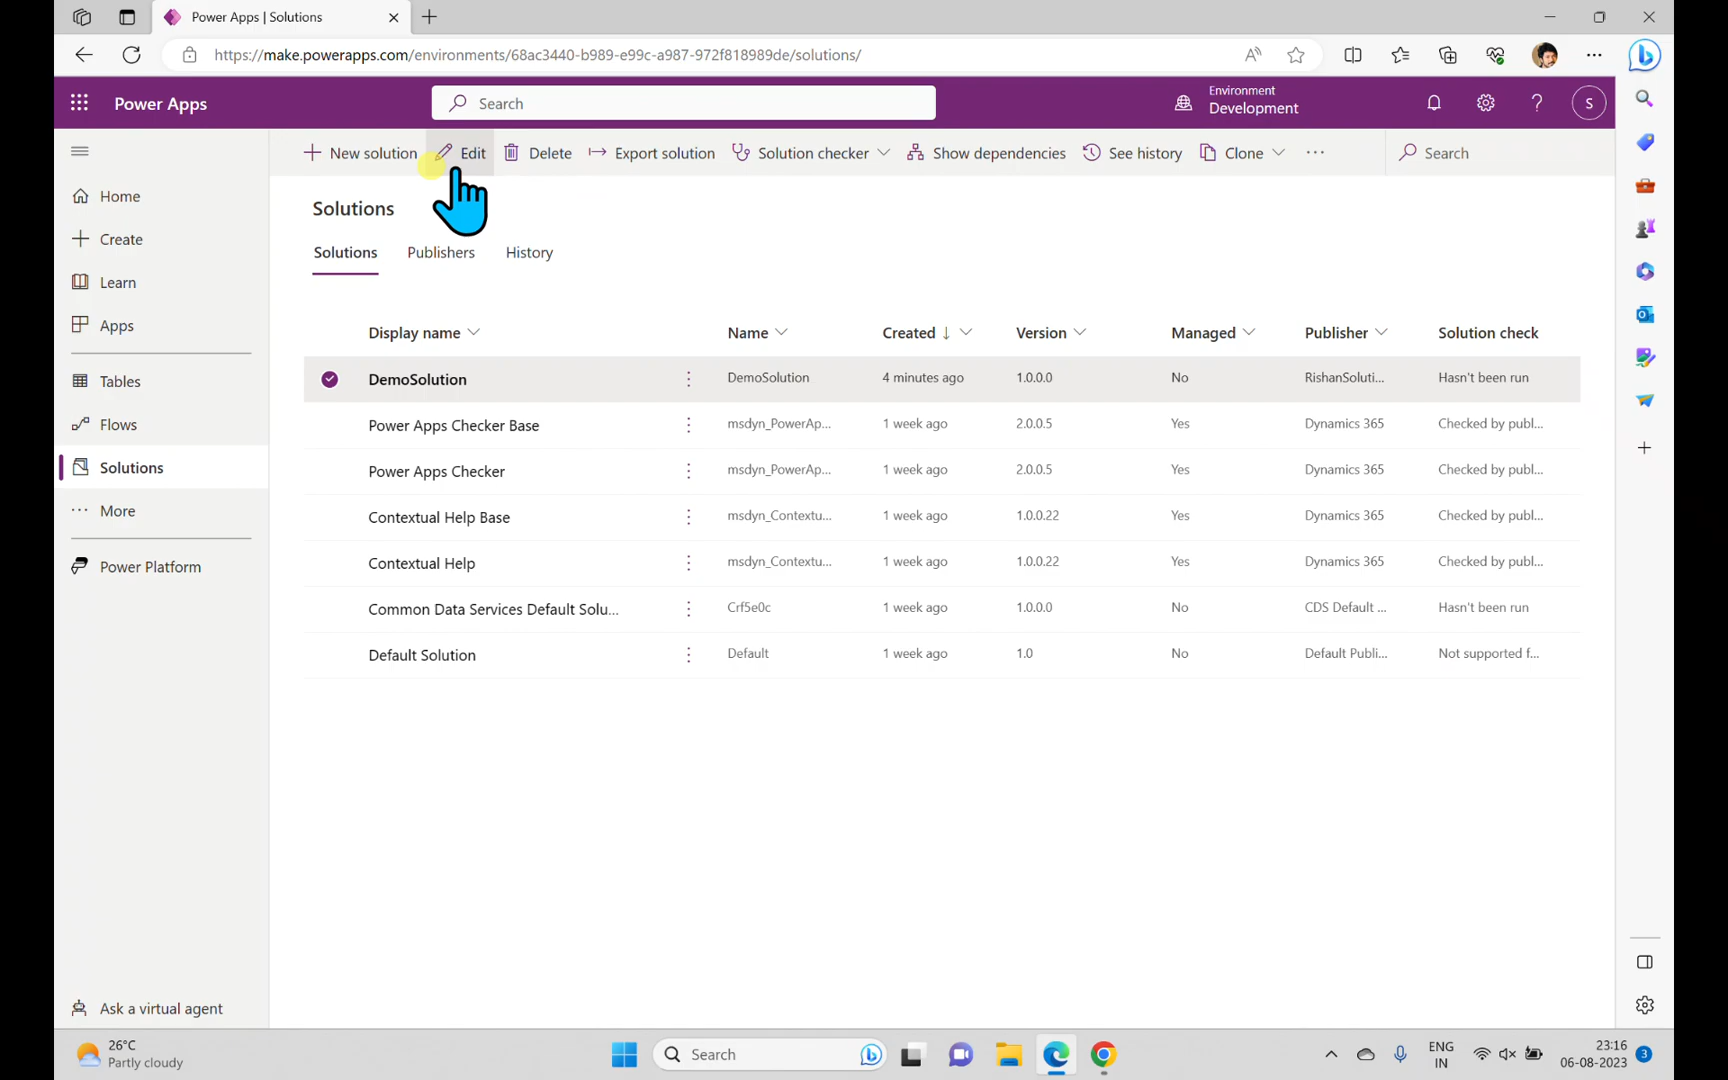 Power Apps | Solutions
https://make.powerapps.com/environments/68ac3440-b989-e99c-a987-972f818989de/solutions/
Power Apps
Search
Environment
Development
S
New solution
Edit
Delete
Export solution
Solution checker
Show dependencies
See history
Clone
Search
Home
Create
Learn
Apps
Tables
Flows
Solutions
More
Power Platform
Ask a virtual agent
Solutions
Solutions Publishers History
Display name Name Created Version Managed Publisher Solution check
DemoSolution DemoSolution 4 minutes ago 1.0.0.0 No RishanSoluti... Hasn't been run
Power Apps Checker Base msdyn_PowerAp... 1 week ago 2.0.0.5 Yes Dynamics 365 Checked by publ...
Power Apps Checker msdyn_PowerAp... 1 week ago 2.0.0.5 Yes Dynamics 365 Checked by publ...
Contextual Help Base msdyn_Contextu... 1 week ago 1.0.0.22 Yes Dynamics 365 Checked by publ...
Contextual Help msdyn_Contextu... 1 week ago 1.0.0.22 Yes Dynamics 365 Checked by publ...
Common Data Services Default Solu... Crf5e0c 1 week ago 1.0.0.0 No CDS Default ... Hasn't been run
Default Solution Default 1 week ago 1.0 No Default Publi... Not supported f...
26°C
Partly cloudy
Search
ENG
IN
23:16
06-08-2023
3